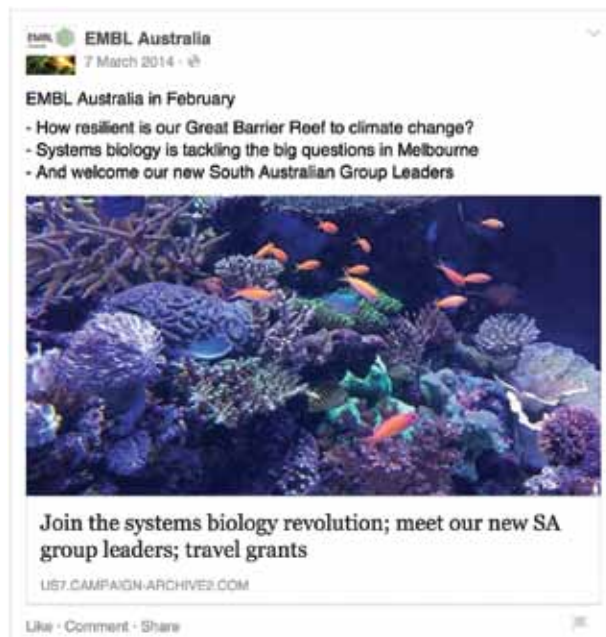 EMBL
EMBL Australia
7 March 2014 ·
EMBL Australia in February
- How resilient is our Great Barrier Reef to climate change?
- Systems biology is tackling the big questions in Melbourne
- And welcome our new South Australian Group Leaders
Join the systems biology revolution; meet our new SA
group leaders; travel grants
US7.CAMPAIGN-ARCHIVE2.COM
Like · Comment · Share